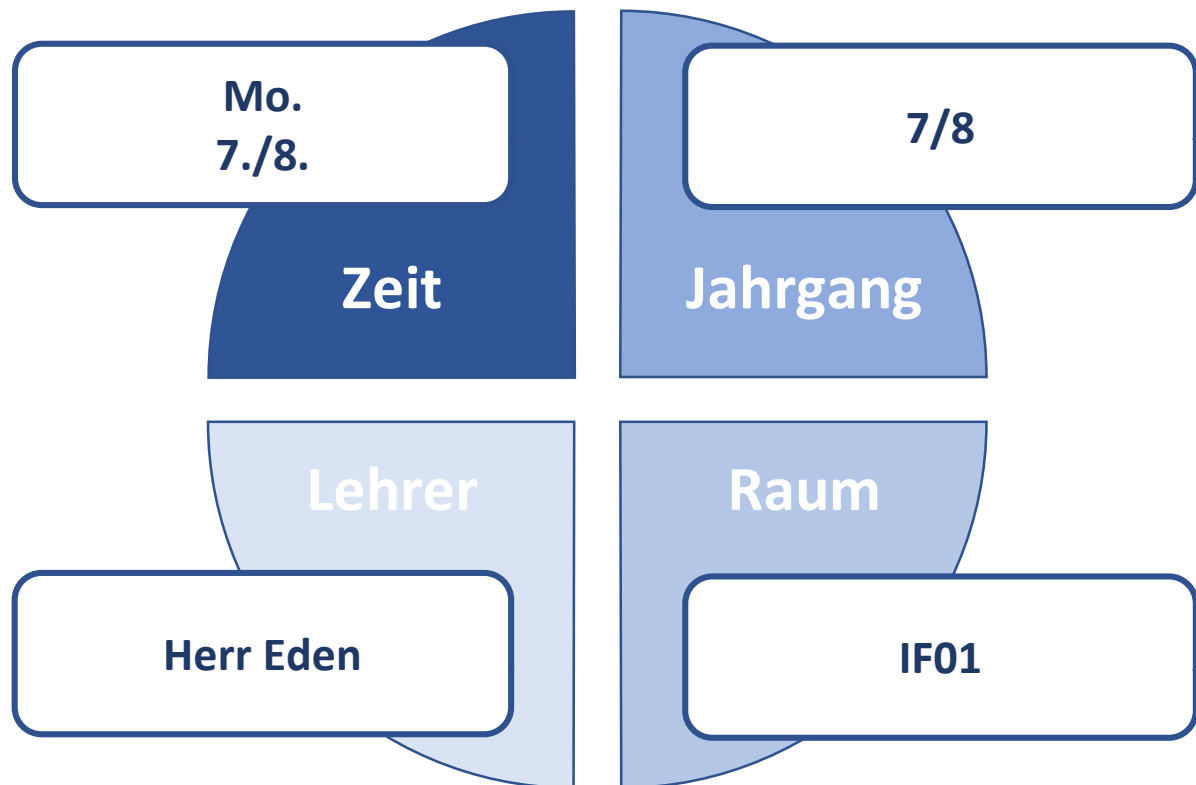 Mo.
7./8.
Zeit
7/8
Jahrgang
Lehrer
Herr Eden
Raum
IF01